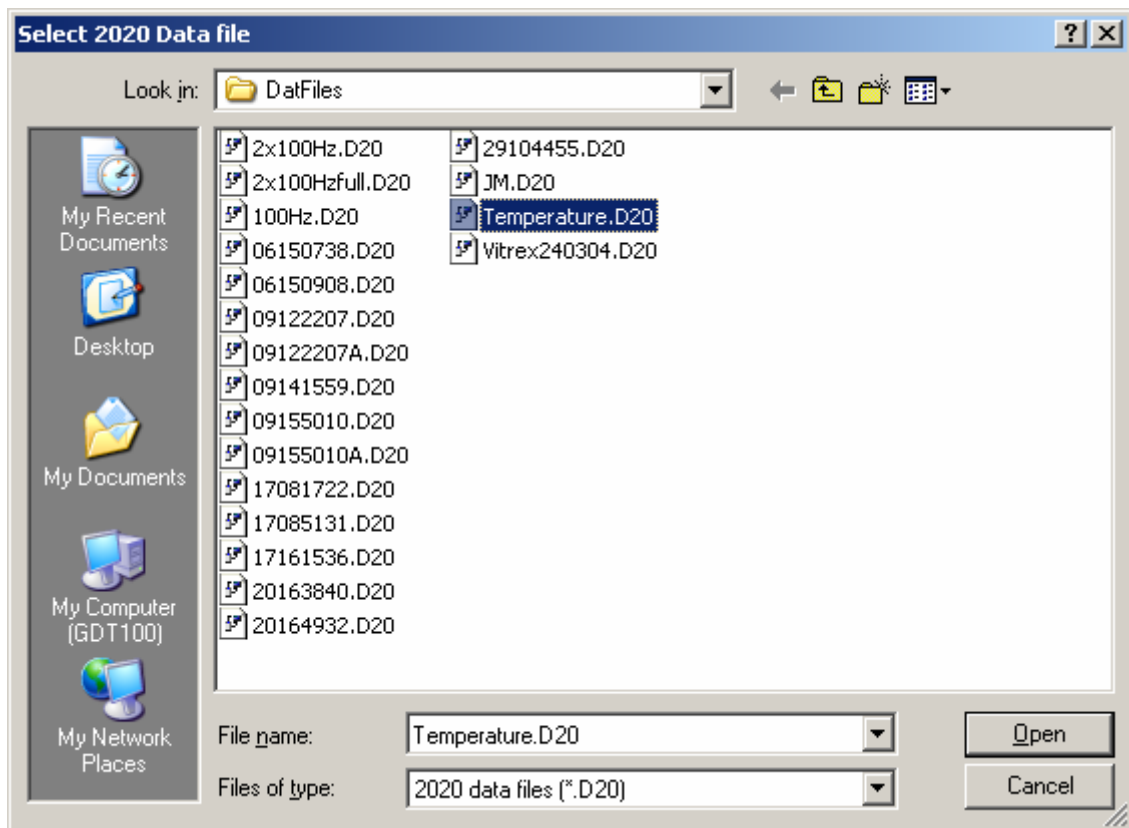 Select 2020 Data file
Look in: DatFiles
My Recent
Documents
Desktop
My Documents
My Computer
(GDT100)
My Network
Places
2x100Hz.D20
2x100Hzfull.D20
100Hz.D20
06150738.D20
06150908.D20
09122207.D20
09122207A.D20
09141559.D20
09155010.D20
09155010A.D20
17081722.D20
17085131.D20
17161536.D20
20163840.D20
20164932.D20
29104455.D20
JM.D20
Temperature.D20
Vitrex240304.D20
File name: Temperature.D20 Open
Files of type: 2020 data files (*.D20) Cancel